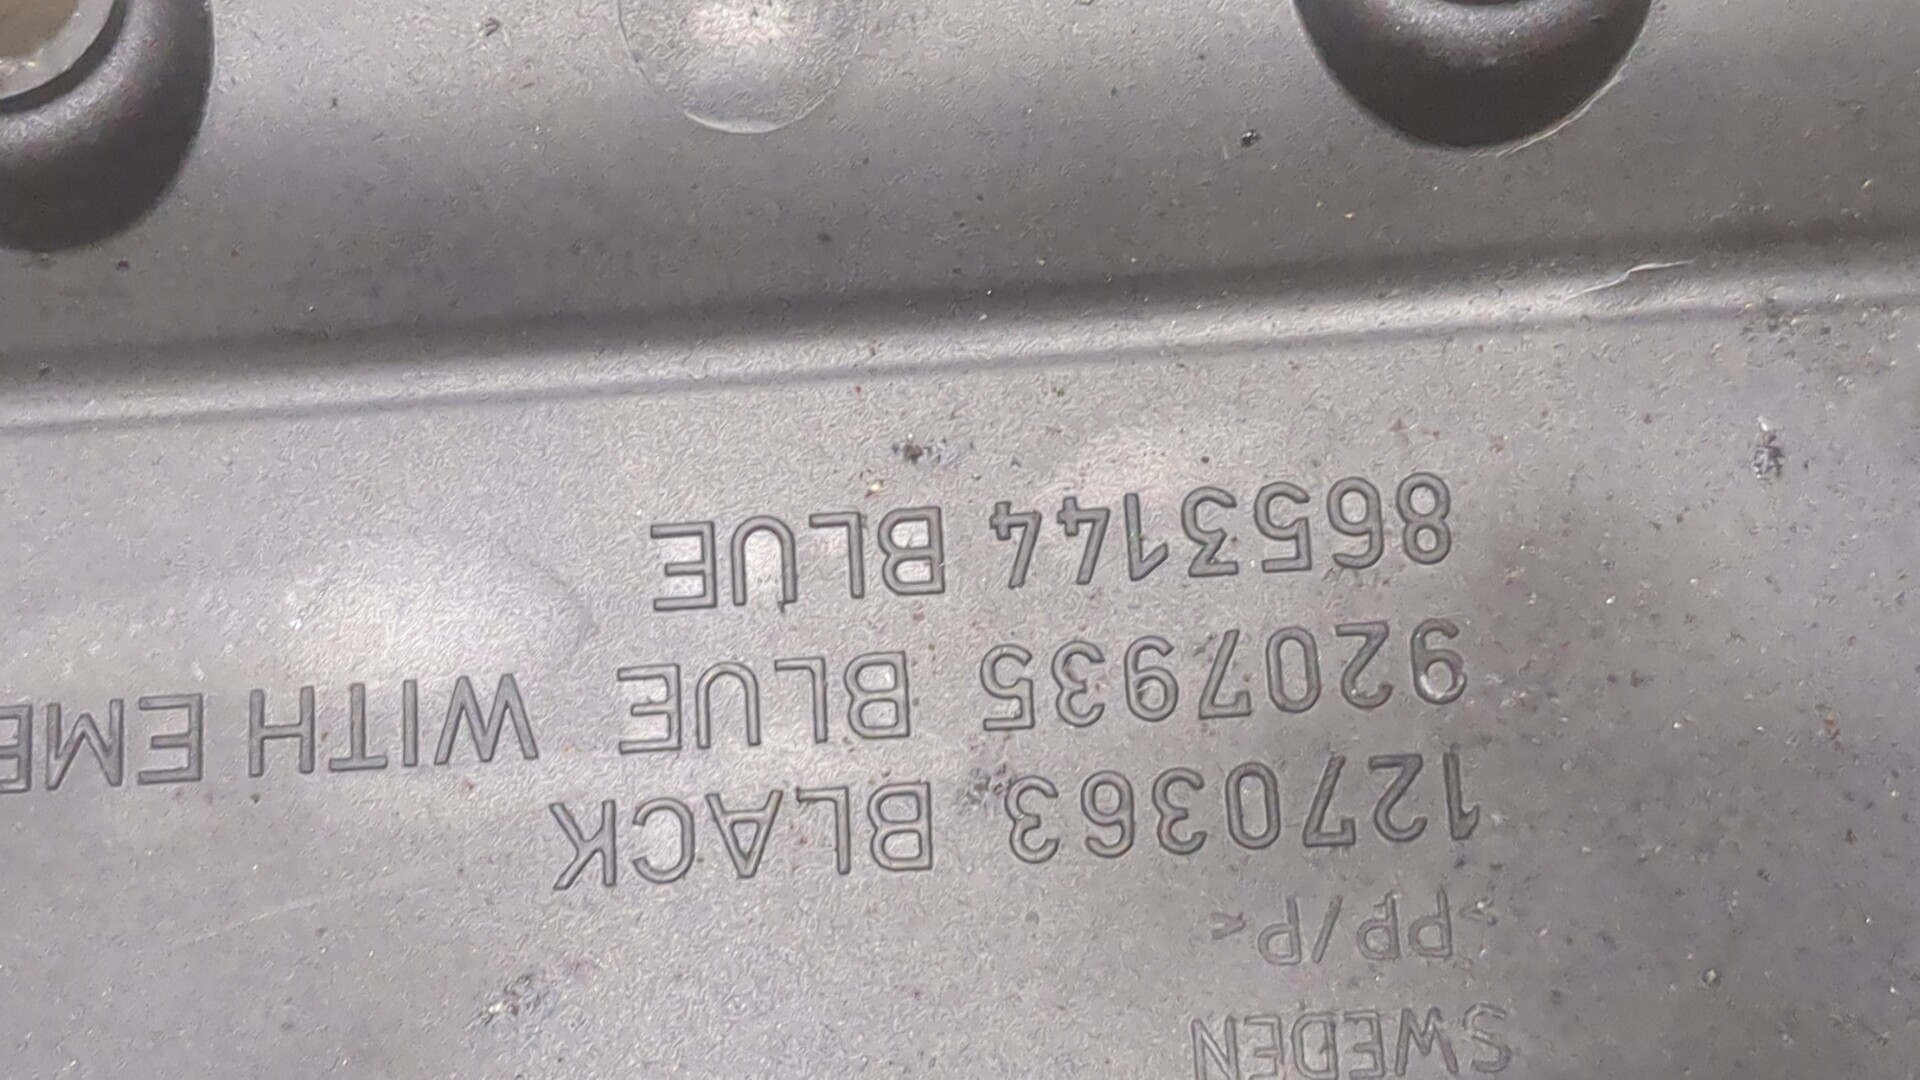 SWEDEN
>PP/P<
1270363 BLACK
9207935 BLUE WITH
8653144 BLUE